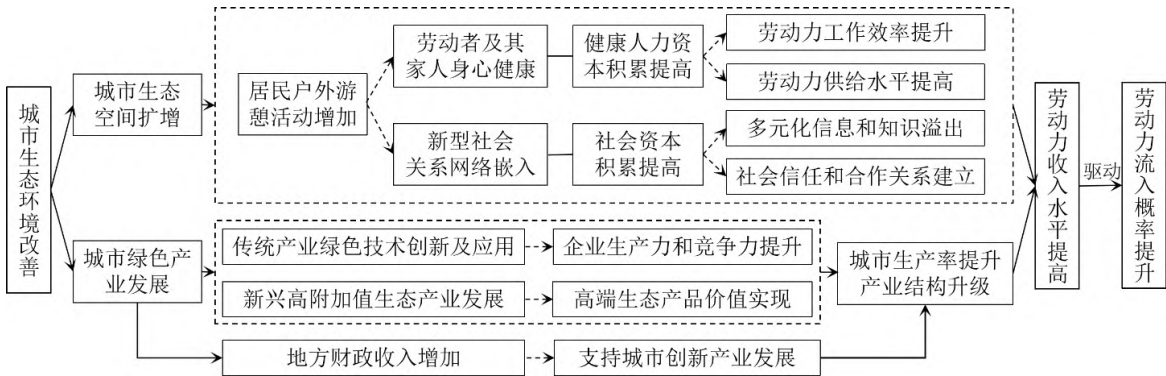 城市生态环境改善
城市生态
空间扩增
居民户外游
憩活动增加
劳动者及其
家人身心健康
健康人力资
本积累提高
劳动力工作效率提升
劳动力供给水平提高
新型社会
关系网络嵌入
社会资本
积累提高
多元化信息和知识溢出
社会信任和合作关系建立
城市绿色产
业发展
传统产业绿色技术创新及应用
企业生产力和竞争力提升
新兴高附加值生态产业发展
高端生态产品价值实现
地方财政收入增加
支持城市创新产业发展
城市生产率提升
产业结构升级
劳动力收入水平提高
驱动
劳动力流入概率提升